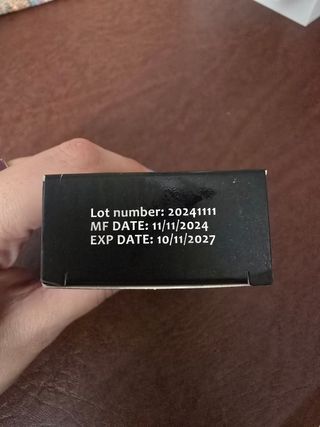 Lot number: 20241111
MF DATE: 11/11/2024
EXP DATE: 10/11/2027